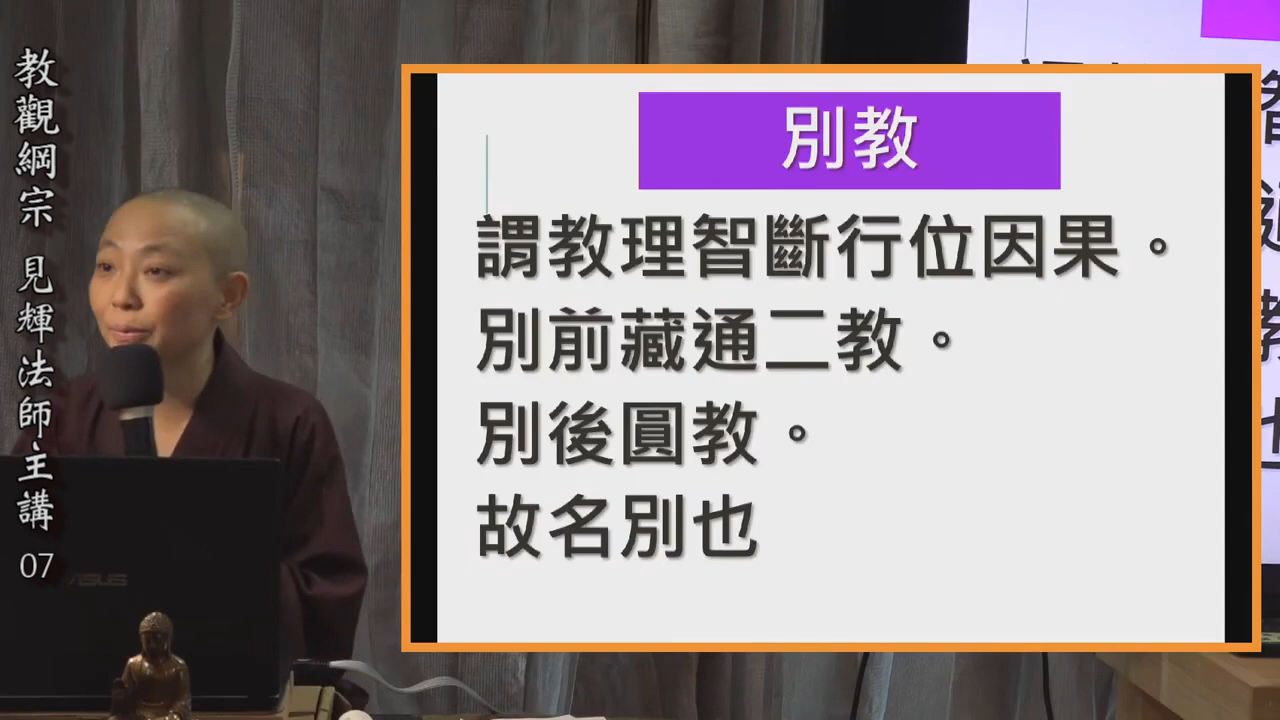 教觀綱宗 見輝法師主講 07
別教
謂教理智斷行位因果。
別前藏通二教。
別後圓教。
故名別也
ASUS